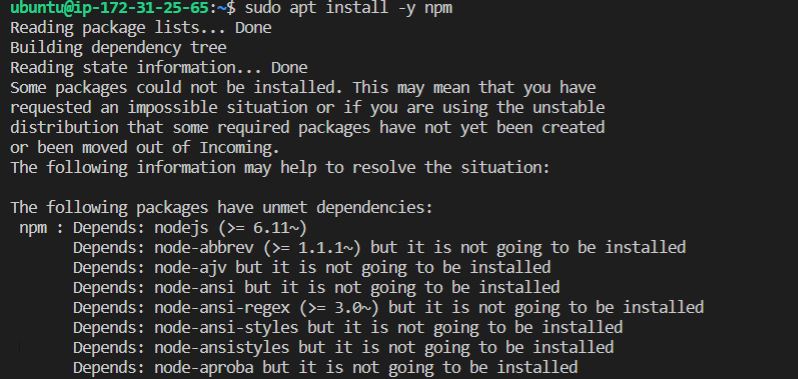 ubuntu@ip-172-31-25-65:~$ sudo apt install -y npm
Reading package lists... Done
Building dependency tree
Reading state information... Done
Some packages could not be installed. This may mean that you have
requested an impossible situation or if you are using the unstable
distribution that some required packages have not yet been created
or been moved out of Incoming.
The following information may help to resolve the situation:

The following packages have unmet dependencies:
 npm : Depends: nodejs (>= 6.11~)
       Depends: node-abbrev (>= 1.1.1~) but it is not going to be installed
       Depends: node-ajv but it is not going to be installed
       Depends: node-ansi but it is not going to be installed
       Depends: node-ansi-regex (>= 3.0~) but it is not going to be installed
       Depends: node-ansi-styles but it is not going to be installed
       Depends: node-ansistyles but it is not going to be installed
       Depends: node-aproba but it is not going to be installed